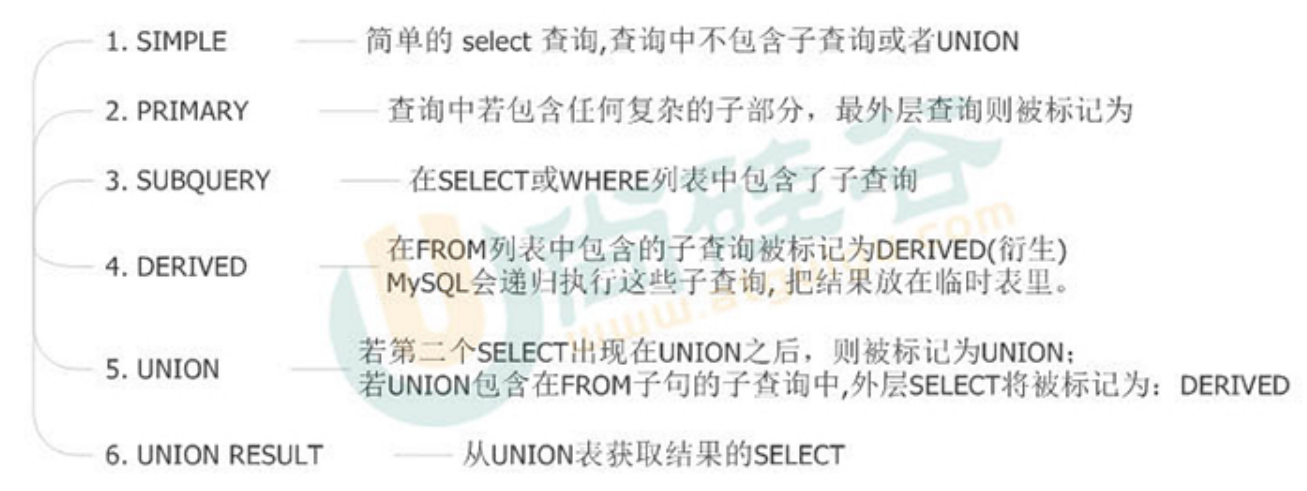 1. SIMPLE 简单的 select 查询,查询中不包含子查询或者UNION
2. PRIMARY 查询中若包含任何复杂的子部分，最外层查询则被标记为
3. SUBQUERY 在SELECT或WHERE列表中包含了子查询
4. DERIVED 在FROM列表中包含的子查询被标记为DERIVED(衍生)
MySQL会递归执行这些子查询, 把结果放在临时表里。
5. UNION 若第二个SELECT出现在UNION之后，则被标记为UNION；
若UNION包含在FROM子句的子查询中,外层SELECT将被标记为：DERIVED
6. UNION RESULT 从UNION表获取结果的SELECT
尚硅谷